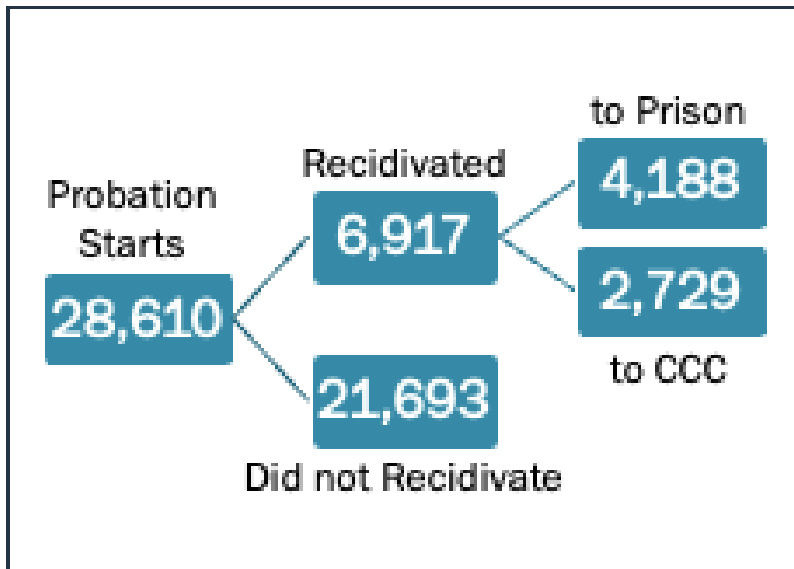 Probation
Starts
28,610
Recidivated
6,917
21,693
Did not Recidivate
to Prison
4,188
2,729
to CCC